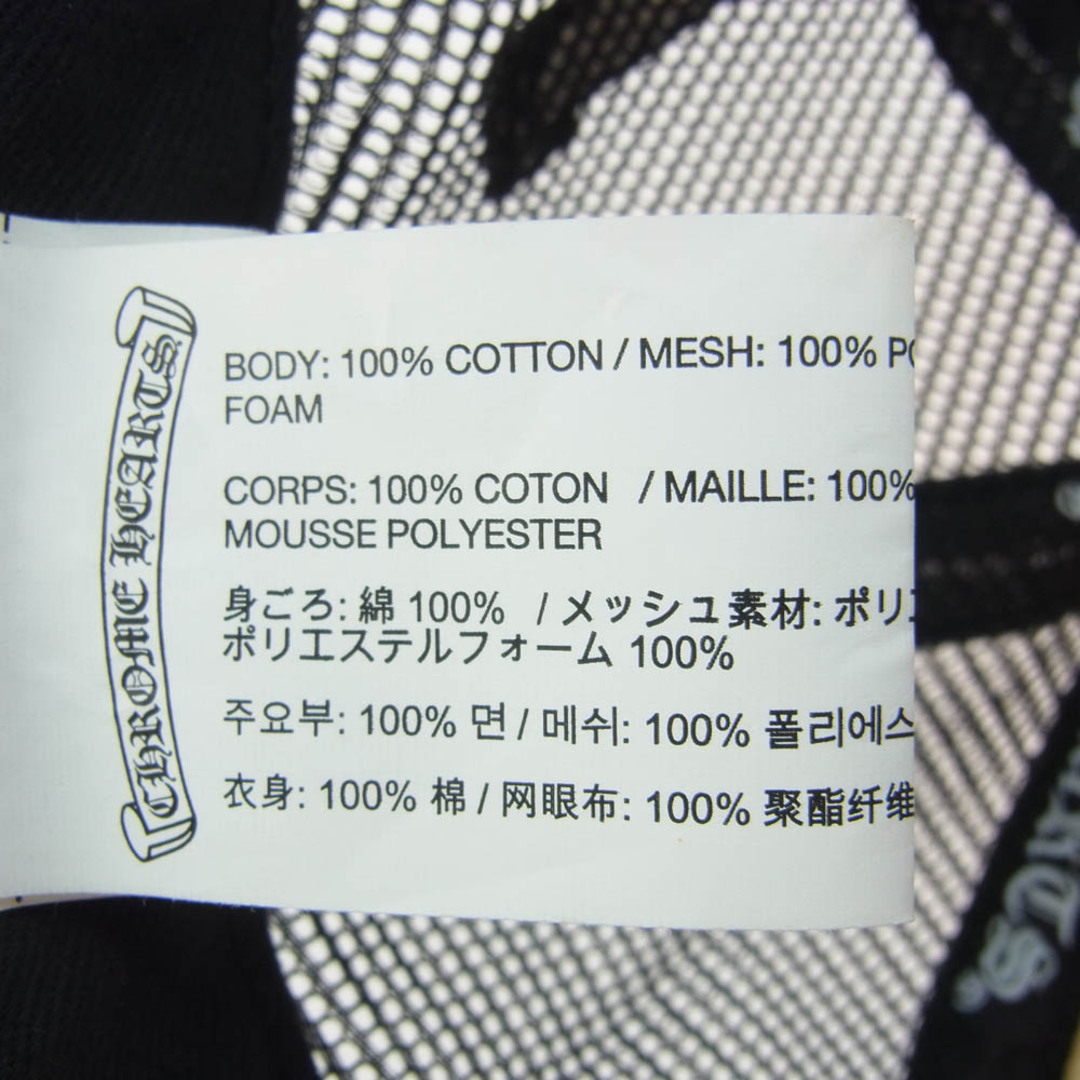 CHROME HEARTS
BODY: 100% COTTON / MESH: 100%
FOAM
CORPS: 100% COTON / MAILLE: 100%
MOUSSE POLYESTER
身ごろ: 綿 100% / メッシュ素材: ポリ
ポリエステルフォーム 100%
주요부: 100% 면 / 메쉬: 100% 폴리에스
衣身: 100% 棉 / 网眼布: 100% 聚酯纤维